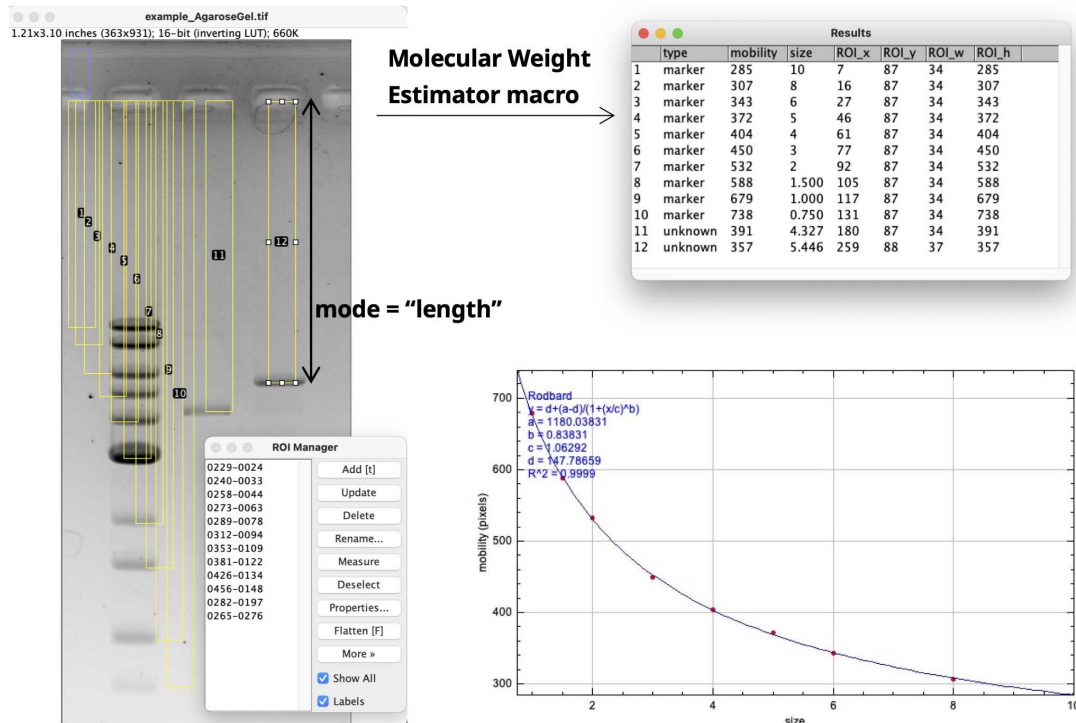 example_AgaroseGel.tif
1.21x3.10 inches (363x931); 16-bit (inverting LUT); 660K
1
2
3
4
5
6
7
8
9
10
11
12
Molecular Weight
Estimator macro
mode = “length”
Results
type mobility size ROI_x ROI_y ROI_w ROI_h
1 marker 285 10 7 87 34 285
2 marker 307 8 16 87 34 307
3 marker 343 6 27 87 34 343
4 marker 372 5 46 87 34 372
5 marker 404 4 61 87 34 404
6 marker 450 3 77 87 34 450
7 marker 532 2 92 87 34 532
8 marker 588 1.500 105 87 34 588
9 marker 679 1.000 117 87 34 679
10 marker 738 0.750 131 87 34 738
11 unknown 391 4.327 180 87 34 391
12 unknown 357 5.446 259 88 37 357
ROI Manager
0229-0024
0240-0033
0258-0044
0273-0063
0289-0078
0312-0094
0353-0109
0381-0122
0426-0134
0456-0148
0282-0197
0265-0276
Add [t]
Update
Delete
Rename...
Measure
Deselect
Properties...
Flatten [F]
More »
Show All
Labels
Rodbard
y = d+(a-d)/(1+(x/c)^b)
a = 1180.03831
b = 0.83831
c = 1.06292
d = 147.78659
R^2 = 0.9999
mobility (pixels)
700
600
500
400
300
2 4 6 8 10
size